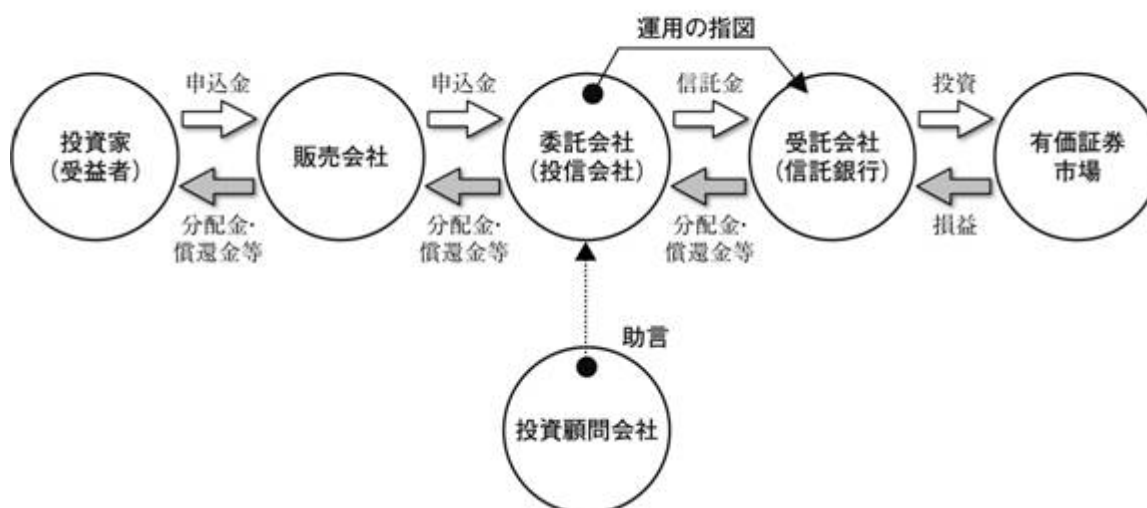 運用の指図
申込金
申込金
信託金
投資
投資家
(受益者)
販売会社
委託会社
(投信会社)
受託会社
(信託銀行)
有価証券
市場
分配金・
償還金等
分配金・
償還金等
分配金・
償還金等
損益
助言
投資顧問会社